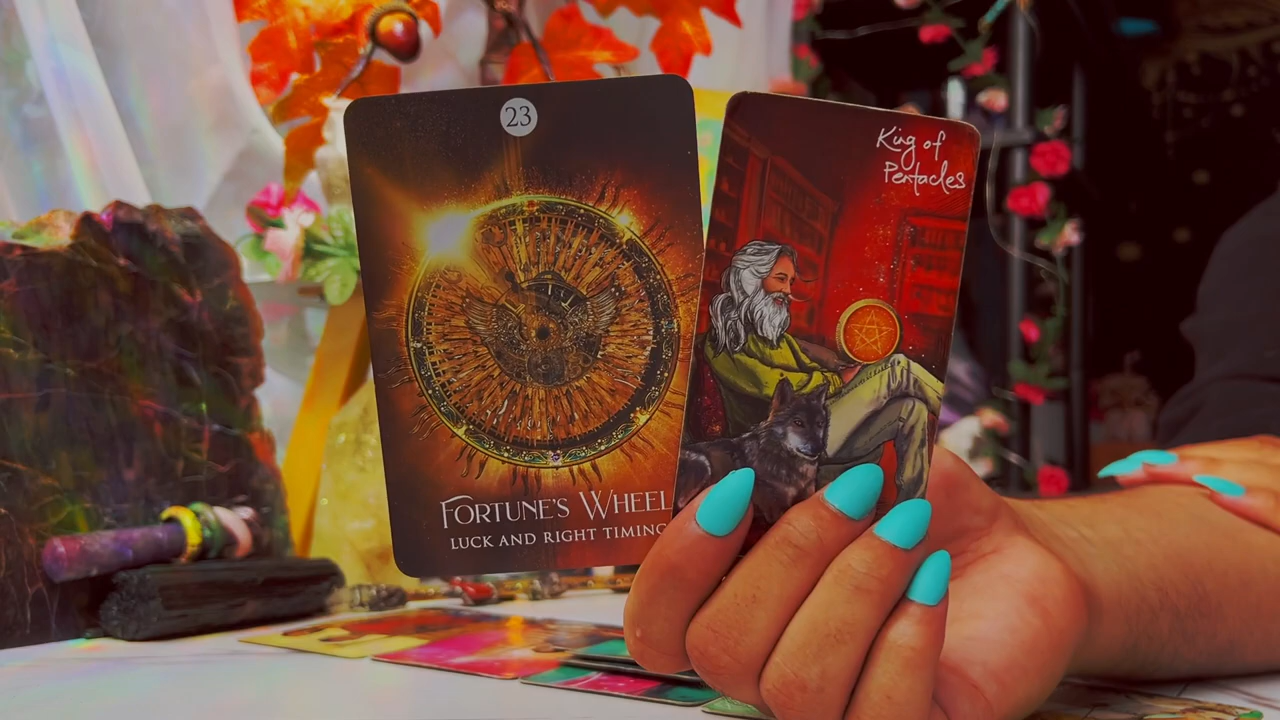 23
FORTUNE'S WHEEL
LUCK AND RIGHT TIMING
King of
Pentacles